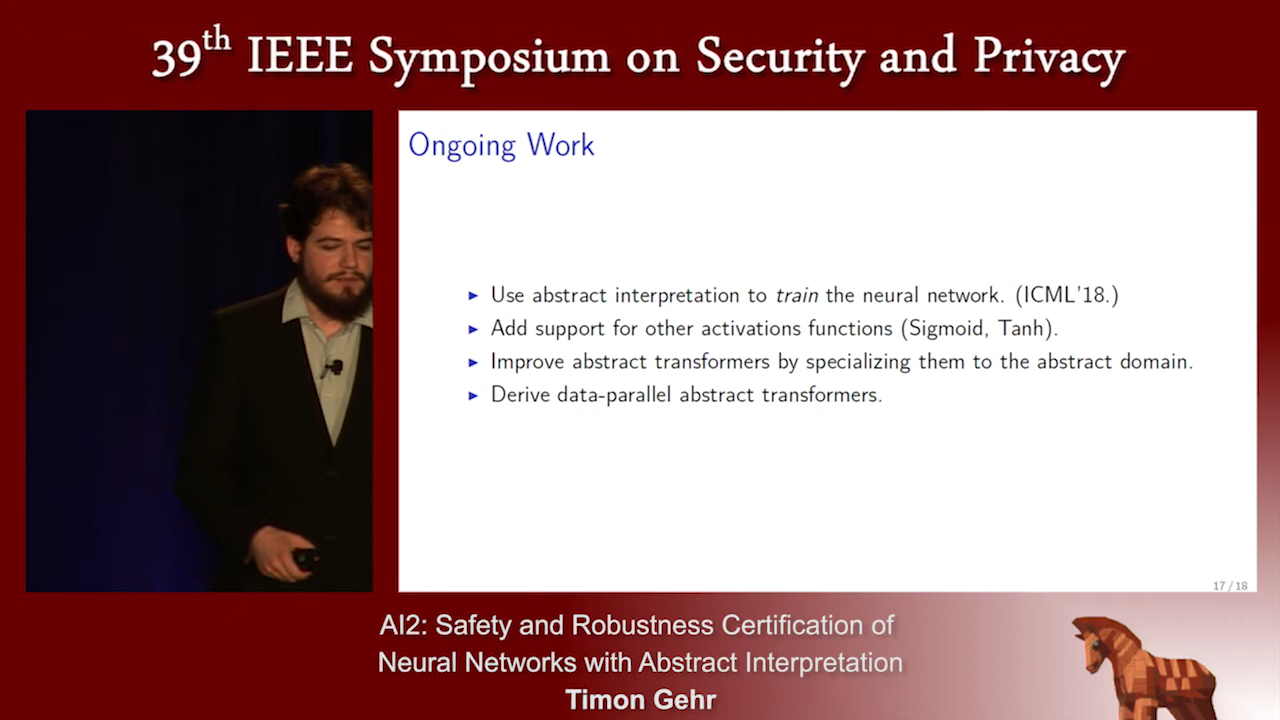 39th IEEE Symposium on Security and Privacy
Ongoing Work
▶ Use abstract interpretation to train the neural network. (ICML'18.)
▶ Add support for other activations functions (Sigmoid, Tanh).
▶ Improve abstract transformers by specializing them to the abstract domain.
▶ Derive data-parallel abstract transformers.
17 / 18
AI2: Safety and Robustness Certification of
Neural Networks with Abstract Interpretation
Timon Gehr